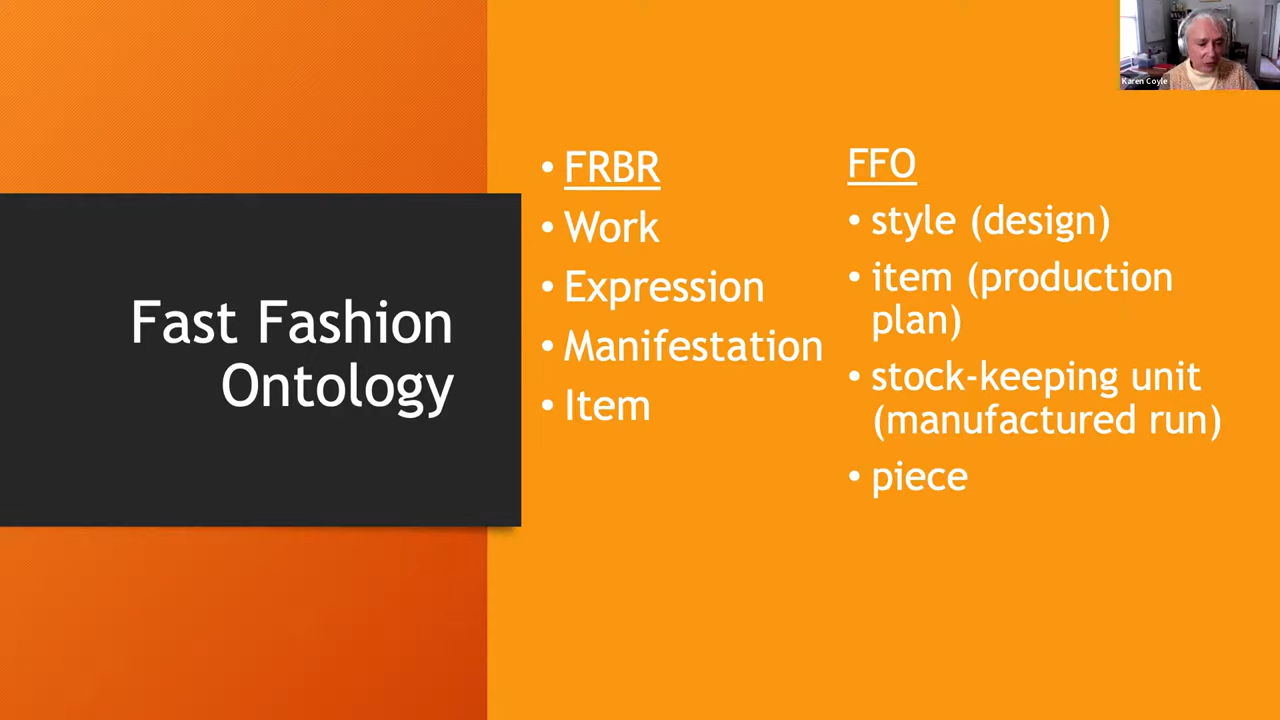 Fast Fashion
Ontology
• FRBR
• Work
• Expression
• Manifestation
• Item
FFO
• style (design)
• item (production
plan)
• stock-keeping unit
(manufactured run)
• piece
Karen Coyle